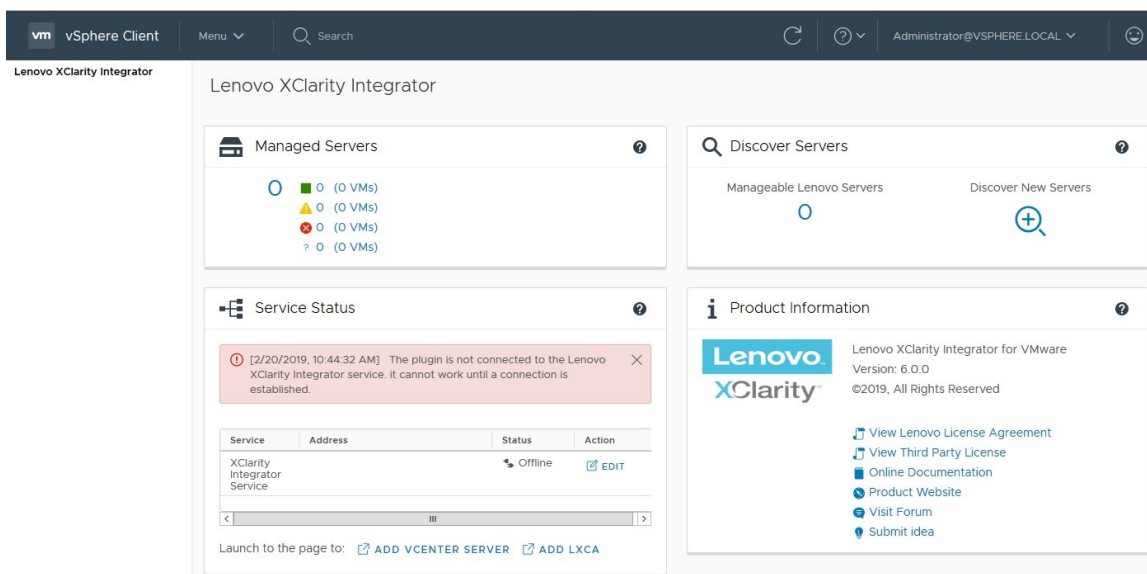 vm vSphere Client Menu Search Administrator@VSPHERE.LOCAL
Lenovo XClarity Integrator
Lenovo XClarity Integrator
Managed Servers
0 0 (0 VMs)
0 (0 VMs)
0 (0 VMs)
? 0 (0 VMs)
Discover Servers
Manageable Lenovo Servers Discover New Servers
0
Service Status
[2/20/2019, 10:44:32 AM] The plugin is not connected to the Lenovo
XClarity Integrator service. it cannot work until a connection is
established.
Service Address Status Action
XClarity
Integrator
Service
Offline EDIT
Launch to the page to: ADD VCENTER SERVER ADD LXCA
Product Information
Lenovo
XClarity
Lenovo XClarity Integrator for VMware
Version: 6.0.0
©2019, All Rights Reserved
View Lenovo License Agreement
View Third Party License
Online Documentation
Product Website
Visit Forum
Submit idea